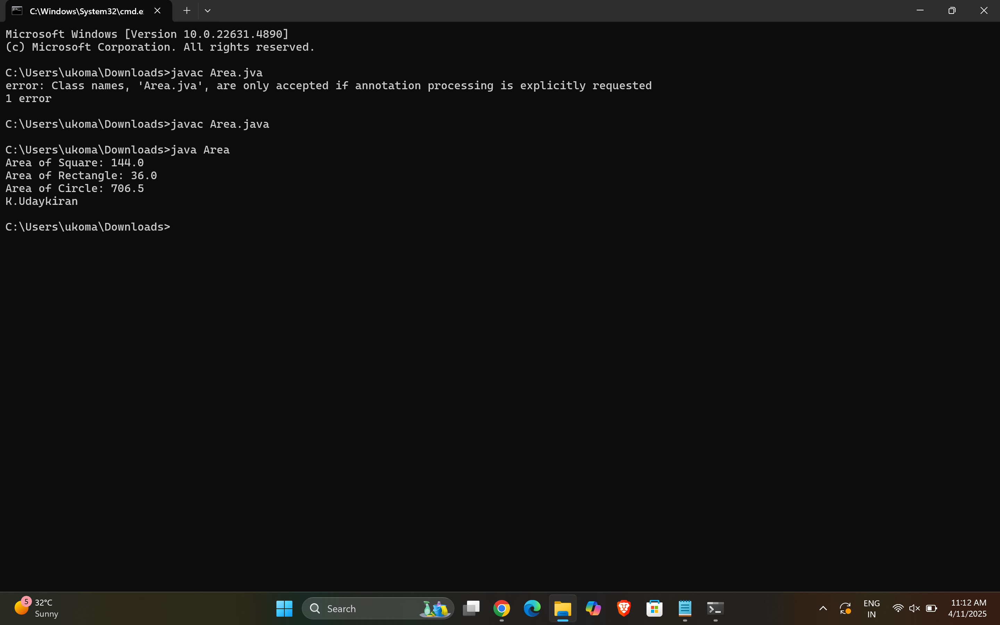 C:\Windows\System32\cmd.e
Microsoft Windows [Version 10.0.22631.4890]
(c) Microsoft Corporation. All rights reserved.
C:\Users\ukoma\Downloads>javac Area.jva
error: Class names, 'Area.jva', are only accepted if annotation processing is explicitly requested
1 error
C:\Users\ukoma\Downloads>javac Area.java
C:\Users\ukoma\Downloads>java Area
Area of Square: 144.0
Area of Rectangle: 36.0
Area of Circle: 706.5
K.Udaykiran
C:\Users\ukoma\Downloads>
5
32°C
Sunny
Search
ENG
IN
11:12 AM
4/11/2025